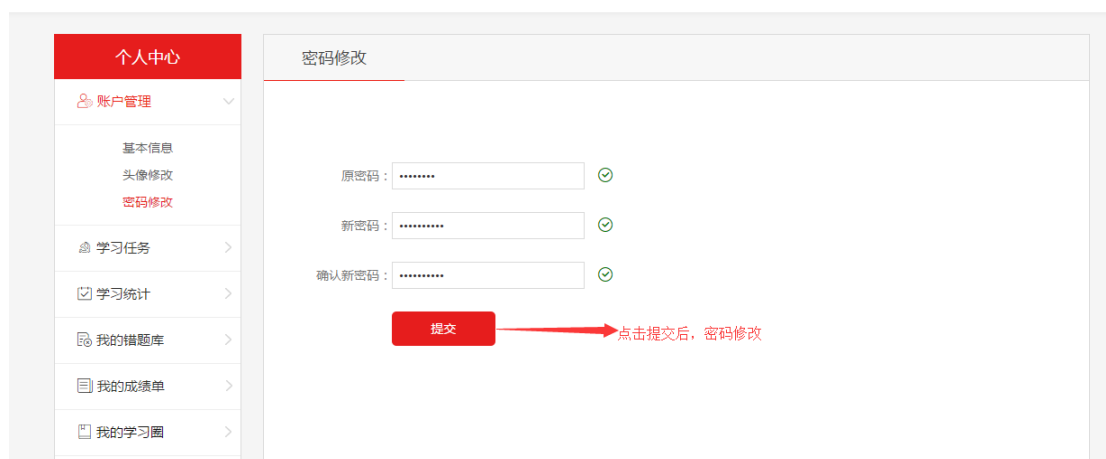 个人中心
账户管理
基本信息
头像修改
密码修改
学习任务
学习统计
我的错题库
我的成绩单
我的学习圈
密码修改
原密码：••••••••
新密码：••••••••••
确认新密码：••••••••••
提交
点击提交后，密码修改